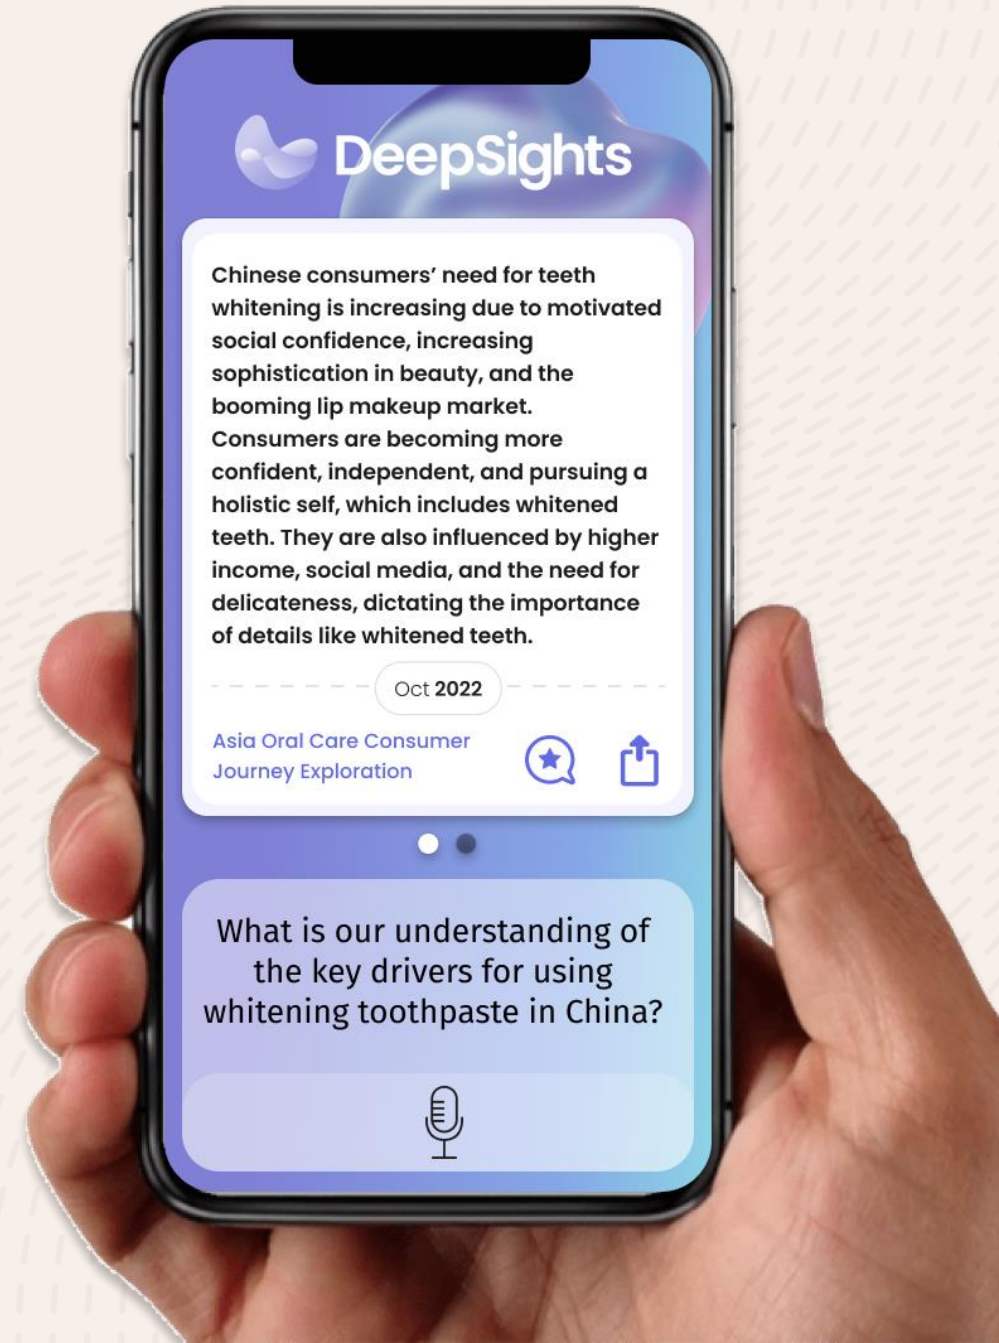 DeepSights
Chinese consumers’ need for teeth
whitening is increasing due to motivated
social confidence, increasing
sophistication in beauty, and the
booming lip makeup market.
Consumers are becoming more
confident, independent, and pursuing a
holistic self, which includes whitened
teeth. They are also influenced by higher
income, social media, and the need for
delicateness, dictating the importance
of details like whitened teeth.
Oct 2022
Asia Oral Care Consumer
Journey Exploration
What is our understanding of
the key drivers for using
whitening toothpaste in China?